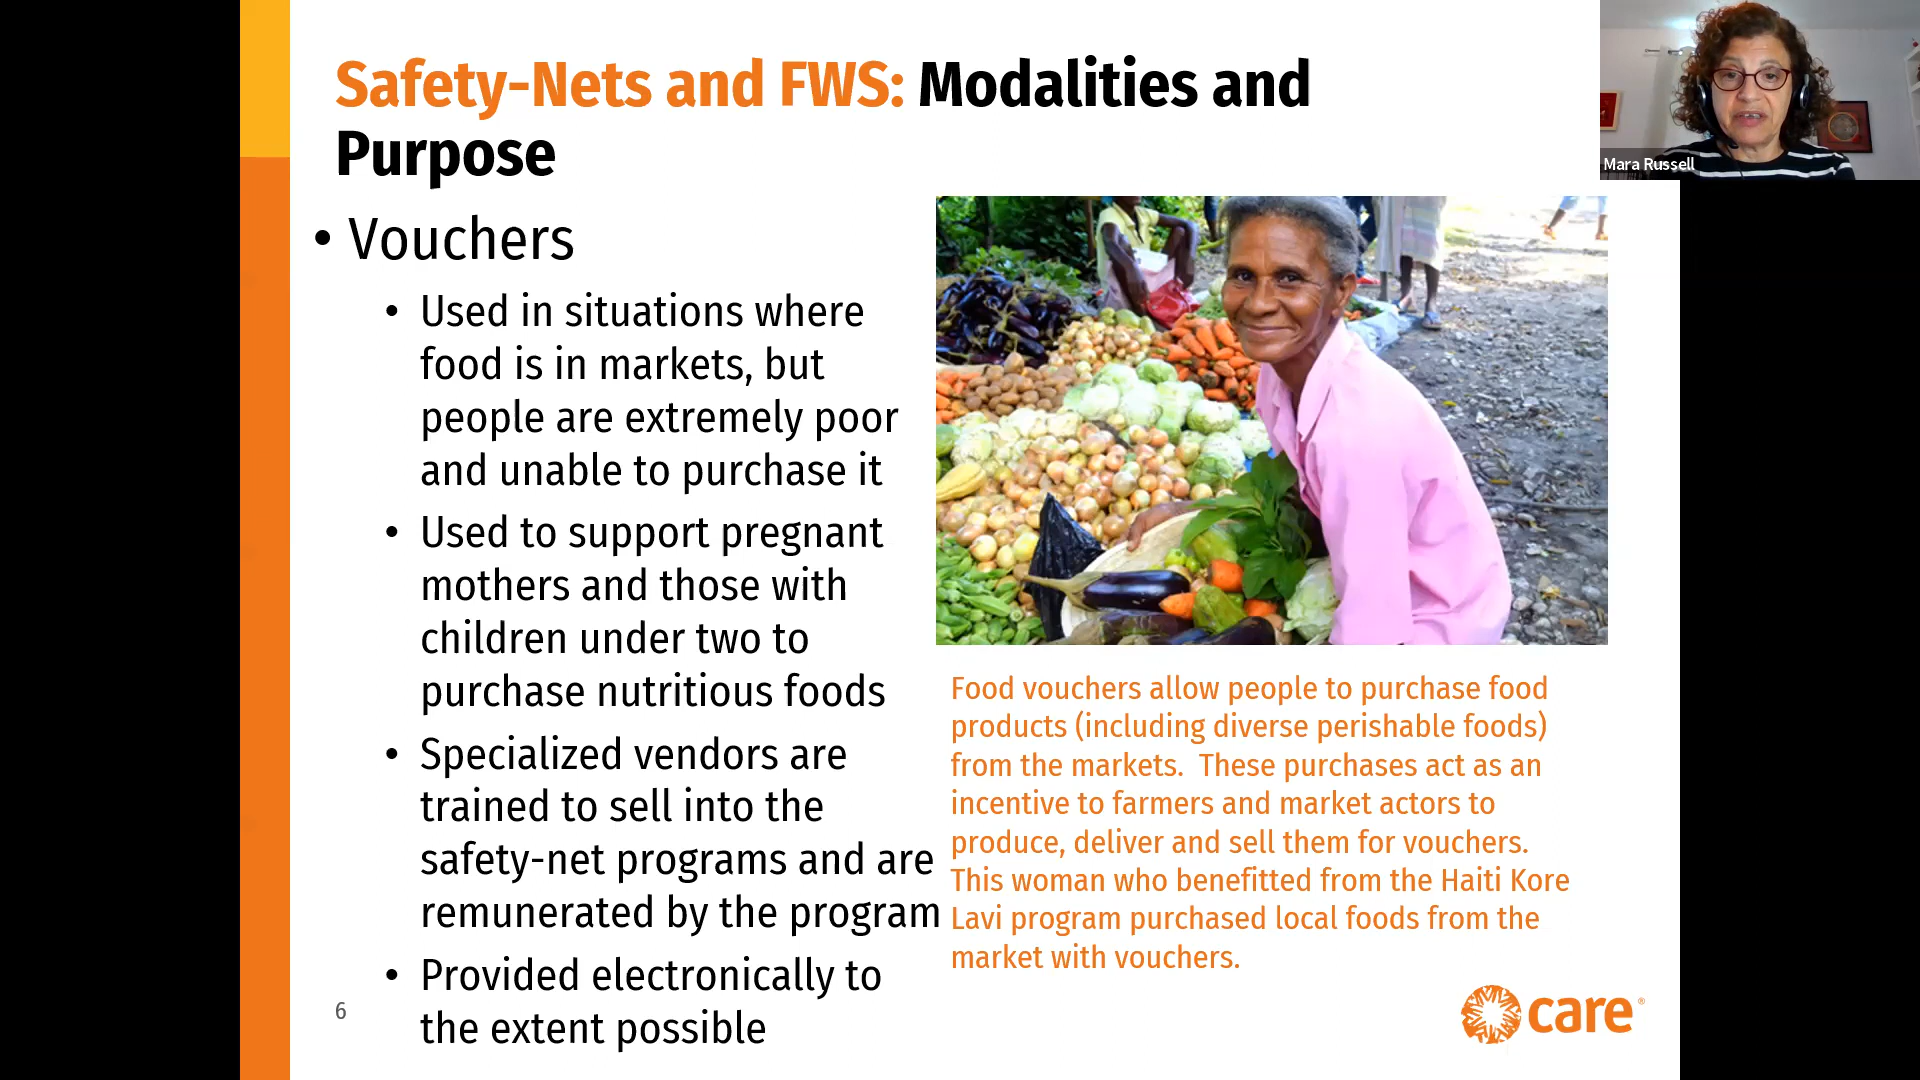 Safety-Nets and FWS: Modalities and
Purpose
• Vouchers
• Used in situations where
food is in markets, but
people are extremely poor
and unable to purchase it
• Used to support pregnant
mothers and those with
children under two to
purchase nutritious foods
• Specialized vendors are
trained to sell into the
safety-net programs and are
remunerated by the program
• Provided electronically to
the extent possible
Food vouchers allow people to purchase food
products (including diverse perishable foods)
from the markets.  These purchases act as an
incentive to farmers and market actors to
produce, deliver and sell them for vouchers.
This woman who benefitted from the Haiti Kore
Lavi program purchased local foods from the
market with vouchers.
6
care®
Mara Russell